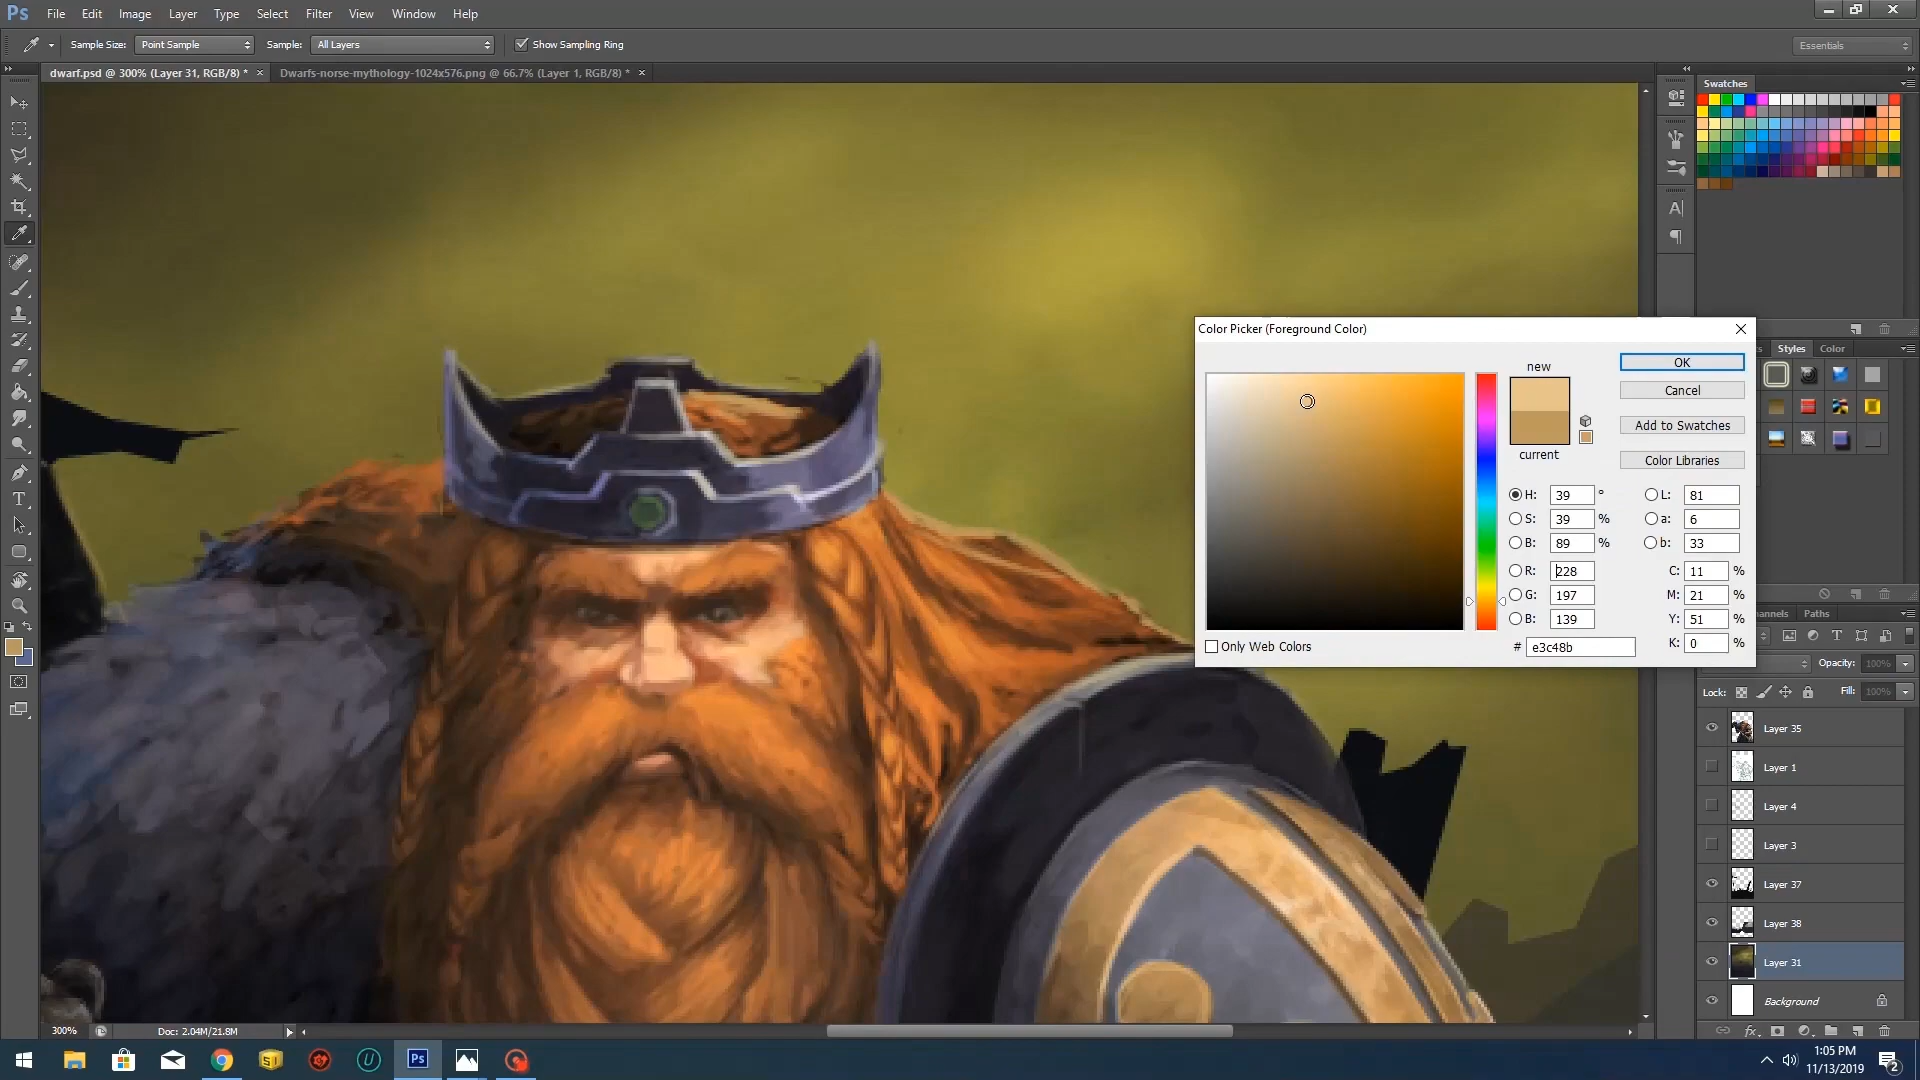 Ps File Edit Image Layer Type Select Filter 3D View Window Help
Sample Size: Point Sample Sample: All Layers Show Sampling Ring Essentials
dwarf.psd @ 300% (Layer 31, RGB/8) * × Dwarfs-norse-mythology-1024x576.png @ 66.7% (Layer 1, RGB/8) * ×
Swatches
Color Picker (Foreground Color)
Styles Color
new
OK
Cancel
Add to Swatches
current
Color Libraries
H: 39 °
L: 81
S: 39 %
a: 6
B: 89 %
b: 33
R: 228
C: 11 %
G: 197
M: 21 %
B: 139
Y: 51 %
Only Web Colors
# e3c48b
K: 0 %
Paths
Opacity: 100%
Lock: Fill: 100%
Layer 35
Layer 1
Layer 4
Layer 3
Layer 37
Layer 38
Layer 31
Background
300% Doc: 2.04M/21.8M
1:05 PM
11/13/2019
2